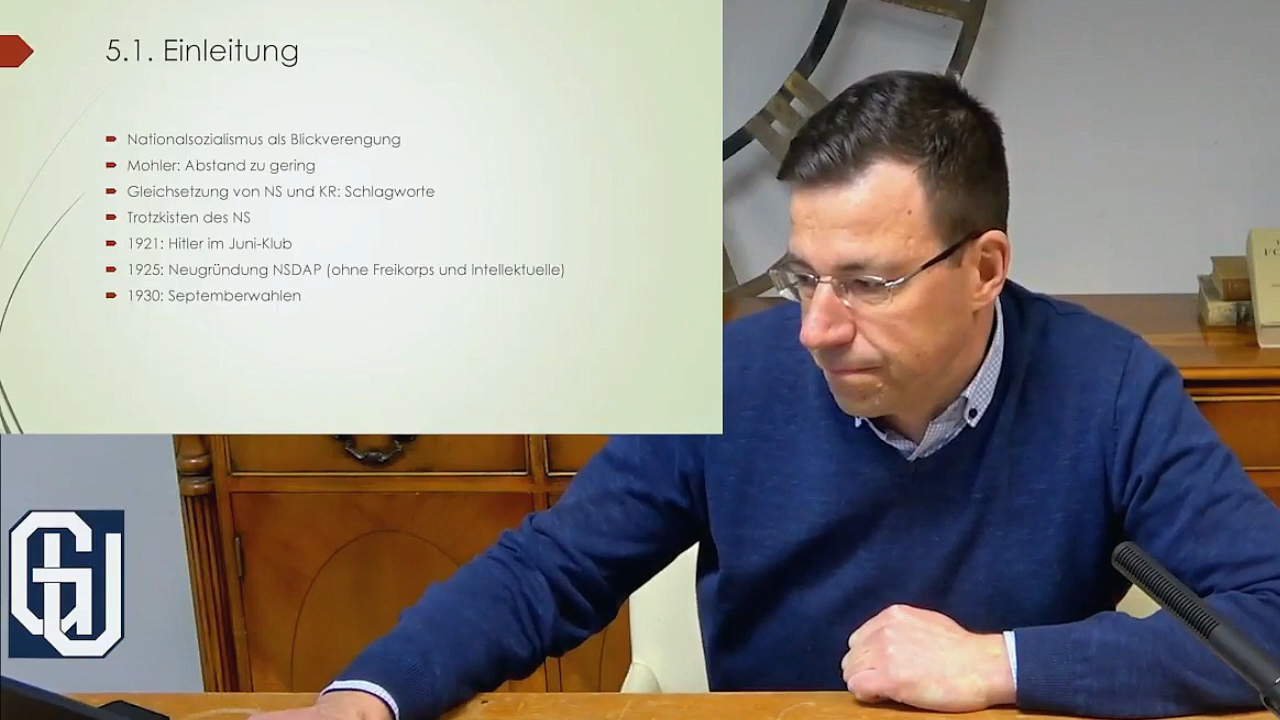 5.1. Einleitung
Nationalsozialismus als Blickverengung
Mohler: Abstand zu gering
Gleichsetzung von NS und KR: Schlagworte
Trotzkisten des NS
1921: Hitler im Juni-Klub
1925: Neugründung NSDAP (ohne Freikorps und Intellektuelle)
1930: Septemberwahlen